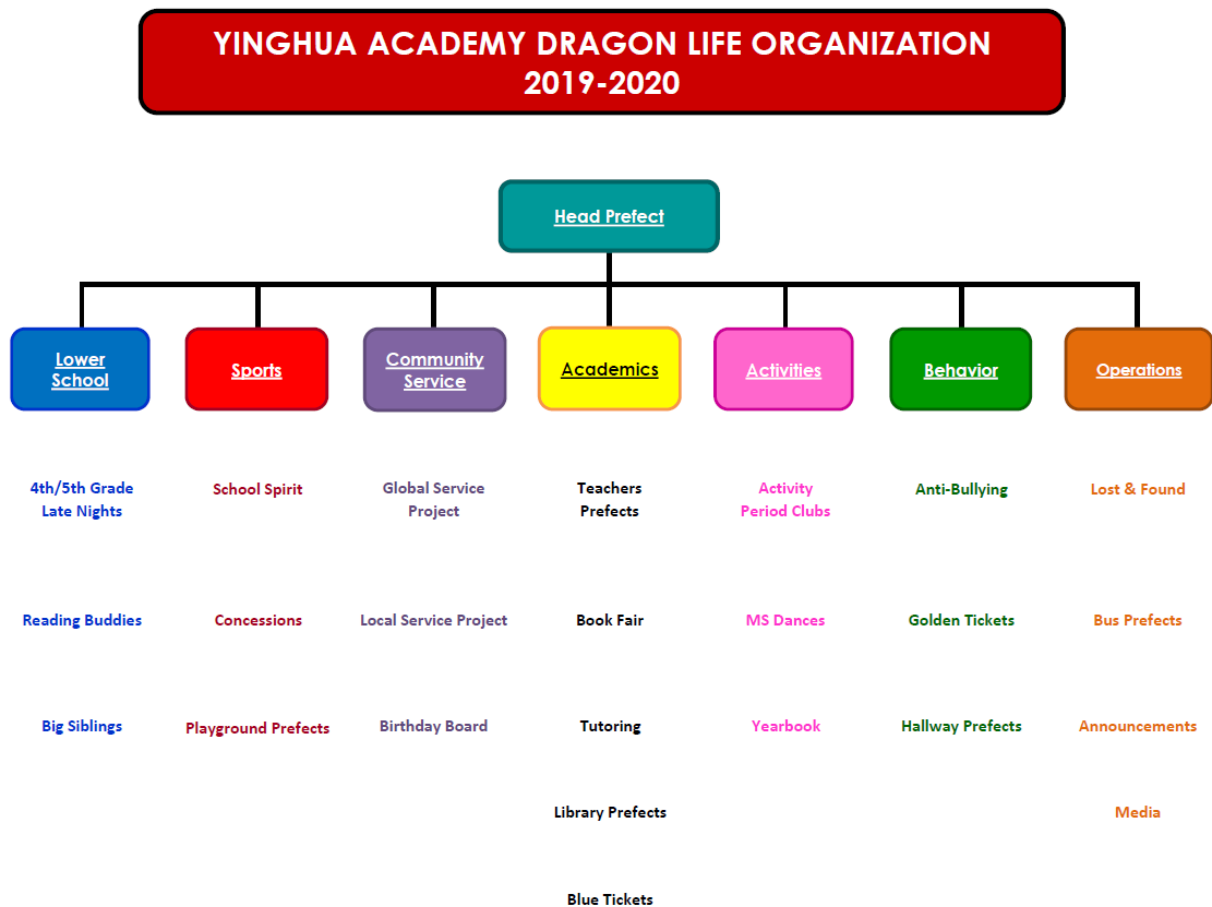 YINGHUA ACADEMY DRAGON LIFE ORGANIZATION
2019-2020
Head Prefect
Lower
School
Sports
Community
Service
Academics
Activities
Behavior
Operations
4th/5th Grade
Late Nights
School Spirit
Global Service
Project
Teachers
Prefects
Activity
Period Clubs
Anti-Bullying
Lost & Found
Reading Buddies
Concessions
Local Service Project
Book Fair
MS Dances
Golden Tickets
Bus Prefects
Big Siblings
Playground Prefects
Birthday Board
Tutoring
Yearbook
Hallway Prefects
Announcements
Library Prefects
Media
Blue Tickets